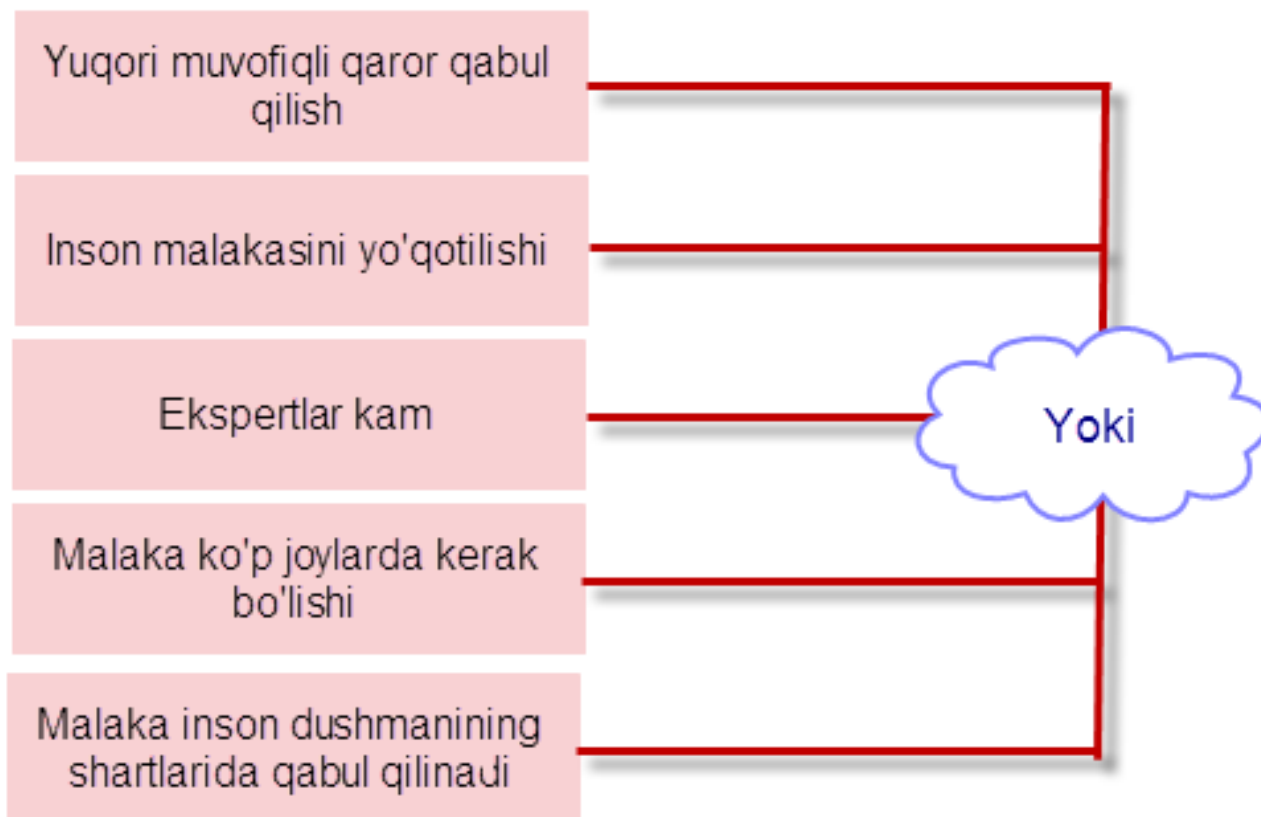 Yuqori muvofiqli qaror qabul
qilish
Inson malakasini yo'qotilishi
Ekspertlar kam
Yoki
Malaka ko'p joylarda kerak
bo'lishi
Malaka inson dushmanining
shartlarida qabul qilinadi